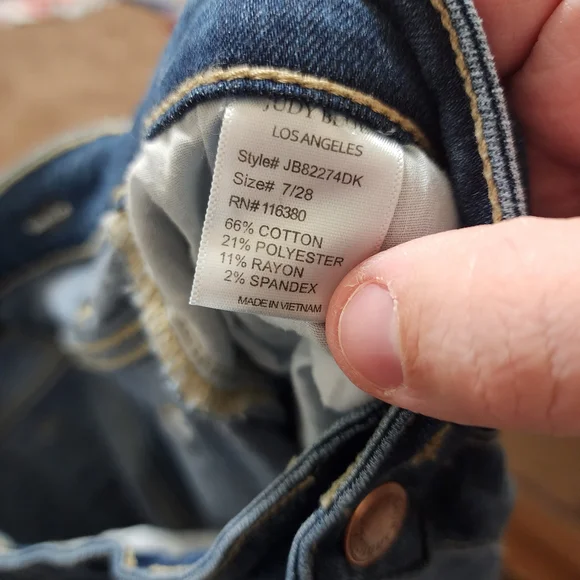 JUDY
LOS ANGELES
Style# JB82274DK
Size# 7/28
RN# 116380
66% COTTON
21% POLYESTER
11% RAYON
2% SPANDEX
MADE IN VIETNAM